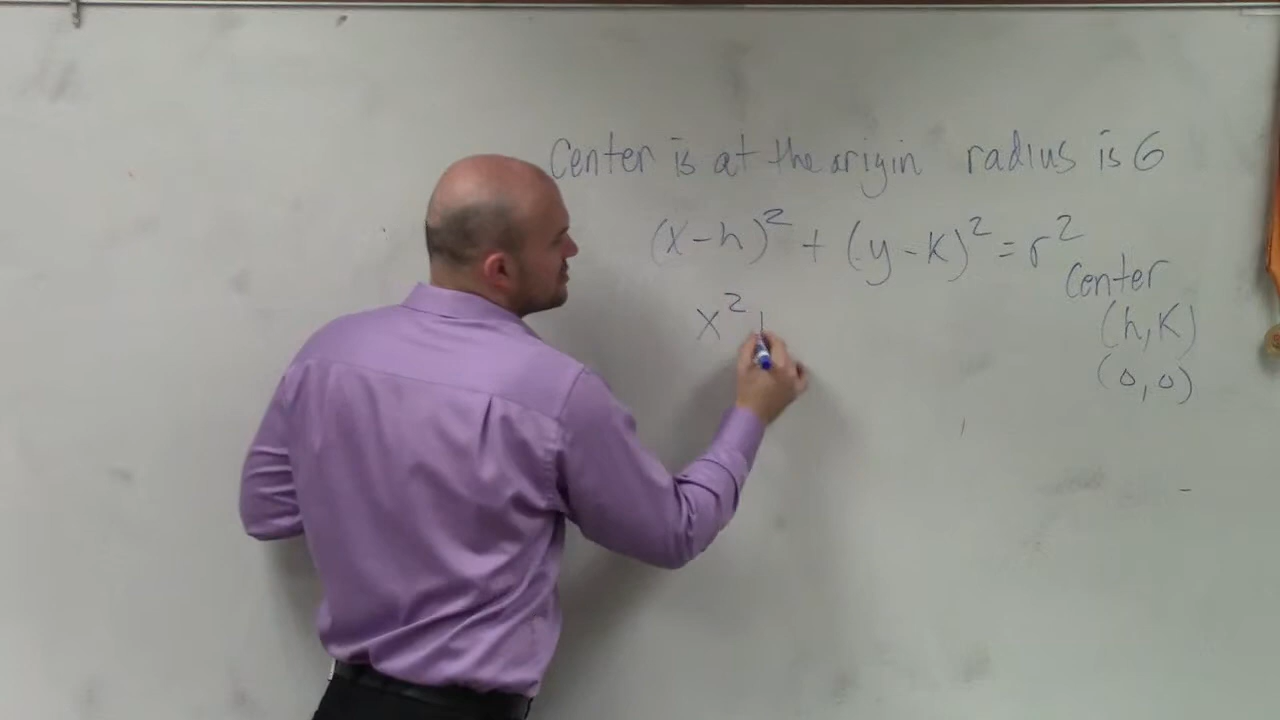 Center is at the origin radius is 6
(x-h)² + (y-k)² = r²
Center
(h,k)
x²
(0,0)